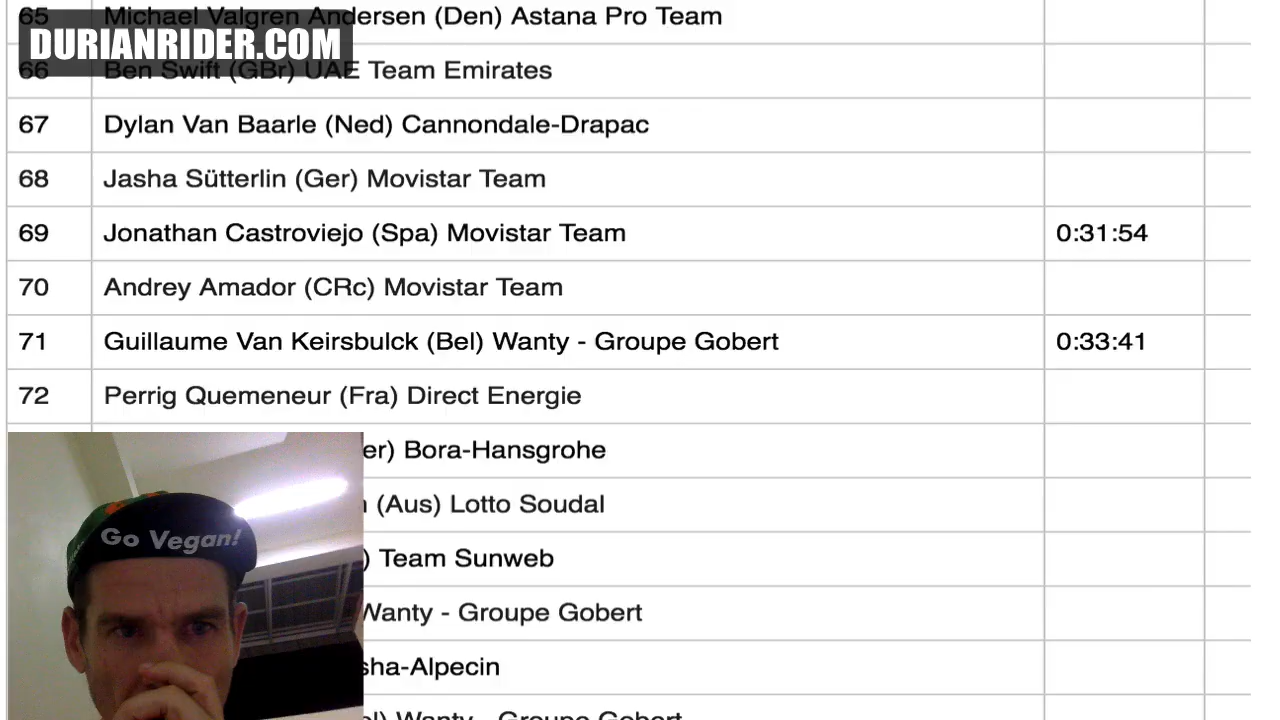 65 Michael Valgren Andersen (Den) Astana Pro Team
DURIANRIDER.COM
66 Ben Swift (GBr) UAE Team Emirates
67 Dylan Van Baarle (Ned) Cannondale-Drapac
68 Jasha Sütterlin (Ger) Movistar Team
69 Jonathan Castroviejo (Spa) Movistar Team 0:31:54
70 Andrey Amador (CRc) Movistar Team
71 Guillaume Van Keirsbulck (Bel) Wanty - Groupe Gobert 0:33:41
72 Perrig Quemeneur (Fra) Direct Energie
er) Bora-Hansgrohe
(Aus) Lotto Soudal
) Team Sunweb
Wanty - Groupe Gobert
sha-Alpecin
el) Wanty - Groupe Gobert
Go Vegan!